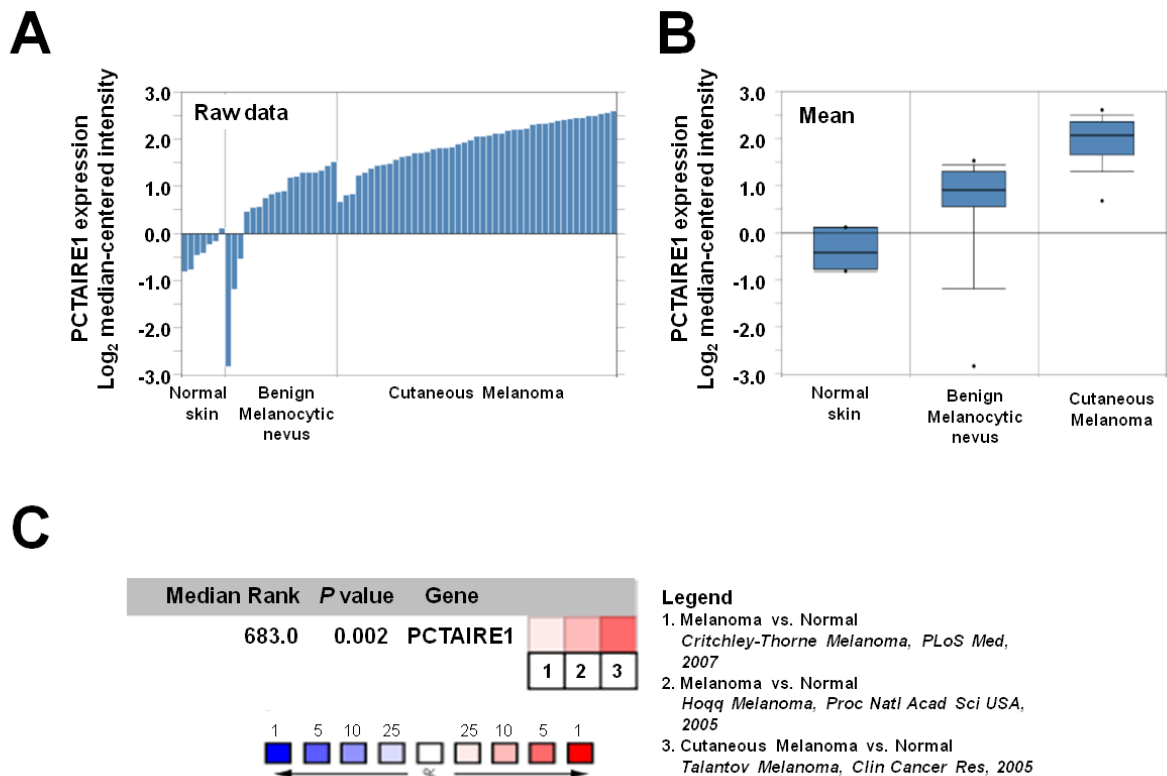 A
PCTAIRE1 expression
Log2 median-centered intensity
3.0
2.0
1.0
0.0
-1.0
-2.0
-3.0
Raw data
Normal
skin
Benign
Melanocytic
nevus
Cutaneous Melanoma
B
PCTAIRE1 expression
Log2 median-centered intensity
3.0
2.0
1.0
0.0
-1.0
-2.0
-3.0
Mean
Normal
skin
Benign
Melanocytic
nevus
Cutaneous
Melanoma
C
Median Rank P value Gene
683.0 0.002 PCTAIRE1
1 2 3
1 5 10 25 25 10 5 1
Legend
1. Melanoma vs. Normal
Critchley-Thorne Melanoma, PLoS Med,
2007
2. Melanoma vs. Normal
Hoqq Melanoma, Proc Natl Acad Sci USA,
2005
3. Cutaneous Melanoma vs. Normal
Talantov Melanoma, Clin Cancer Res, 2005